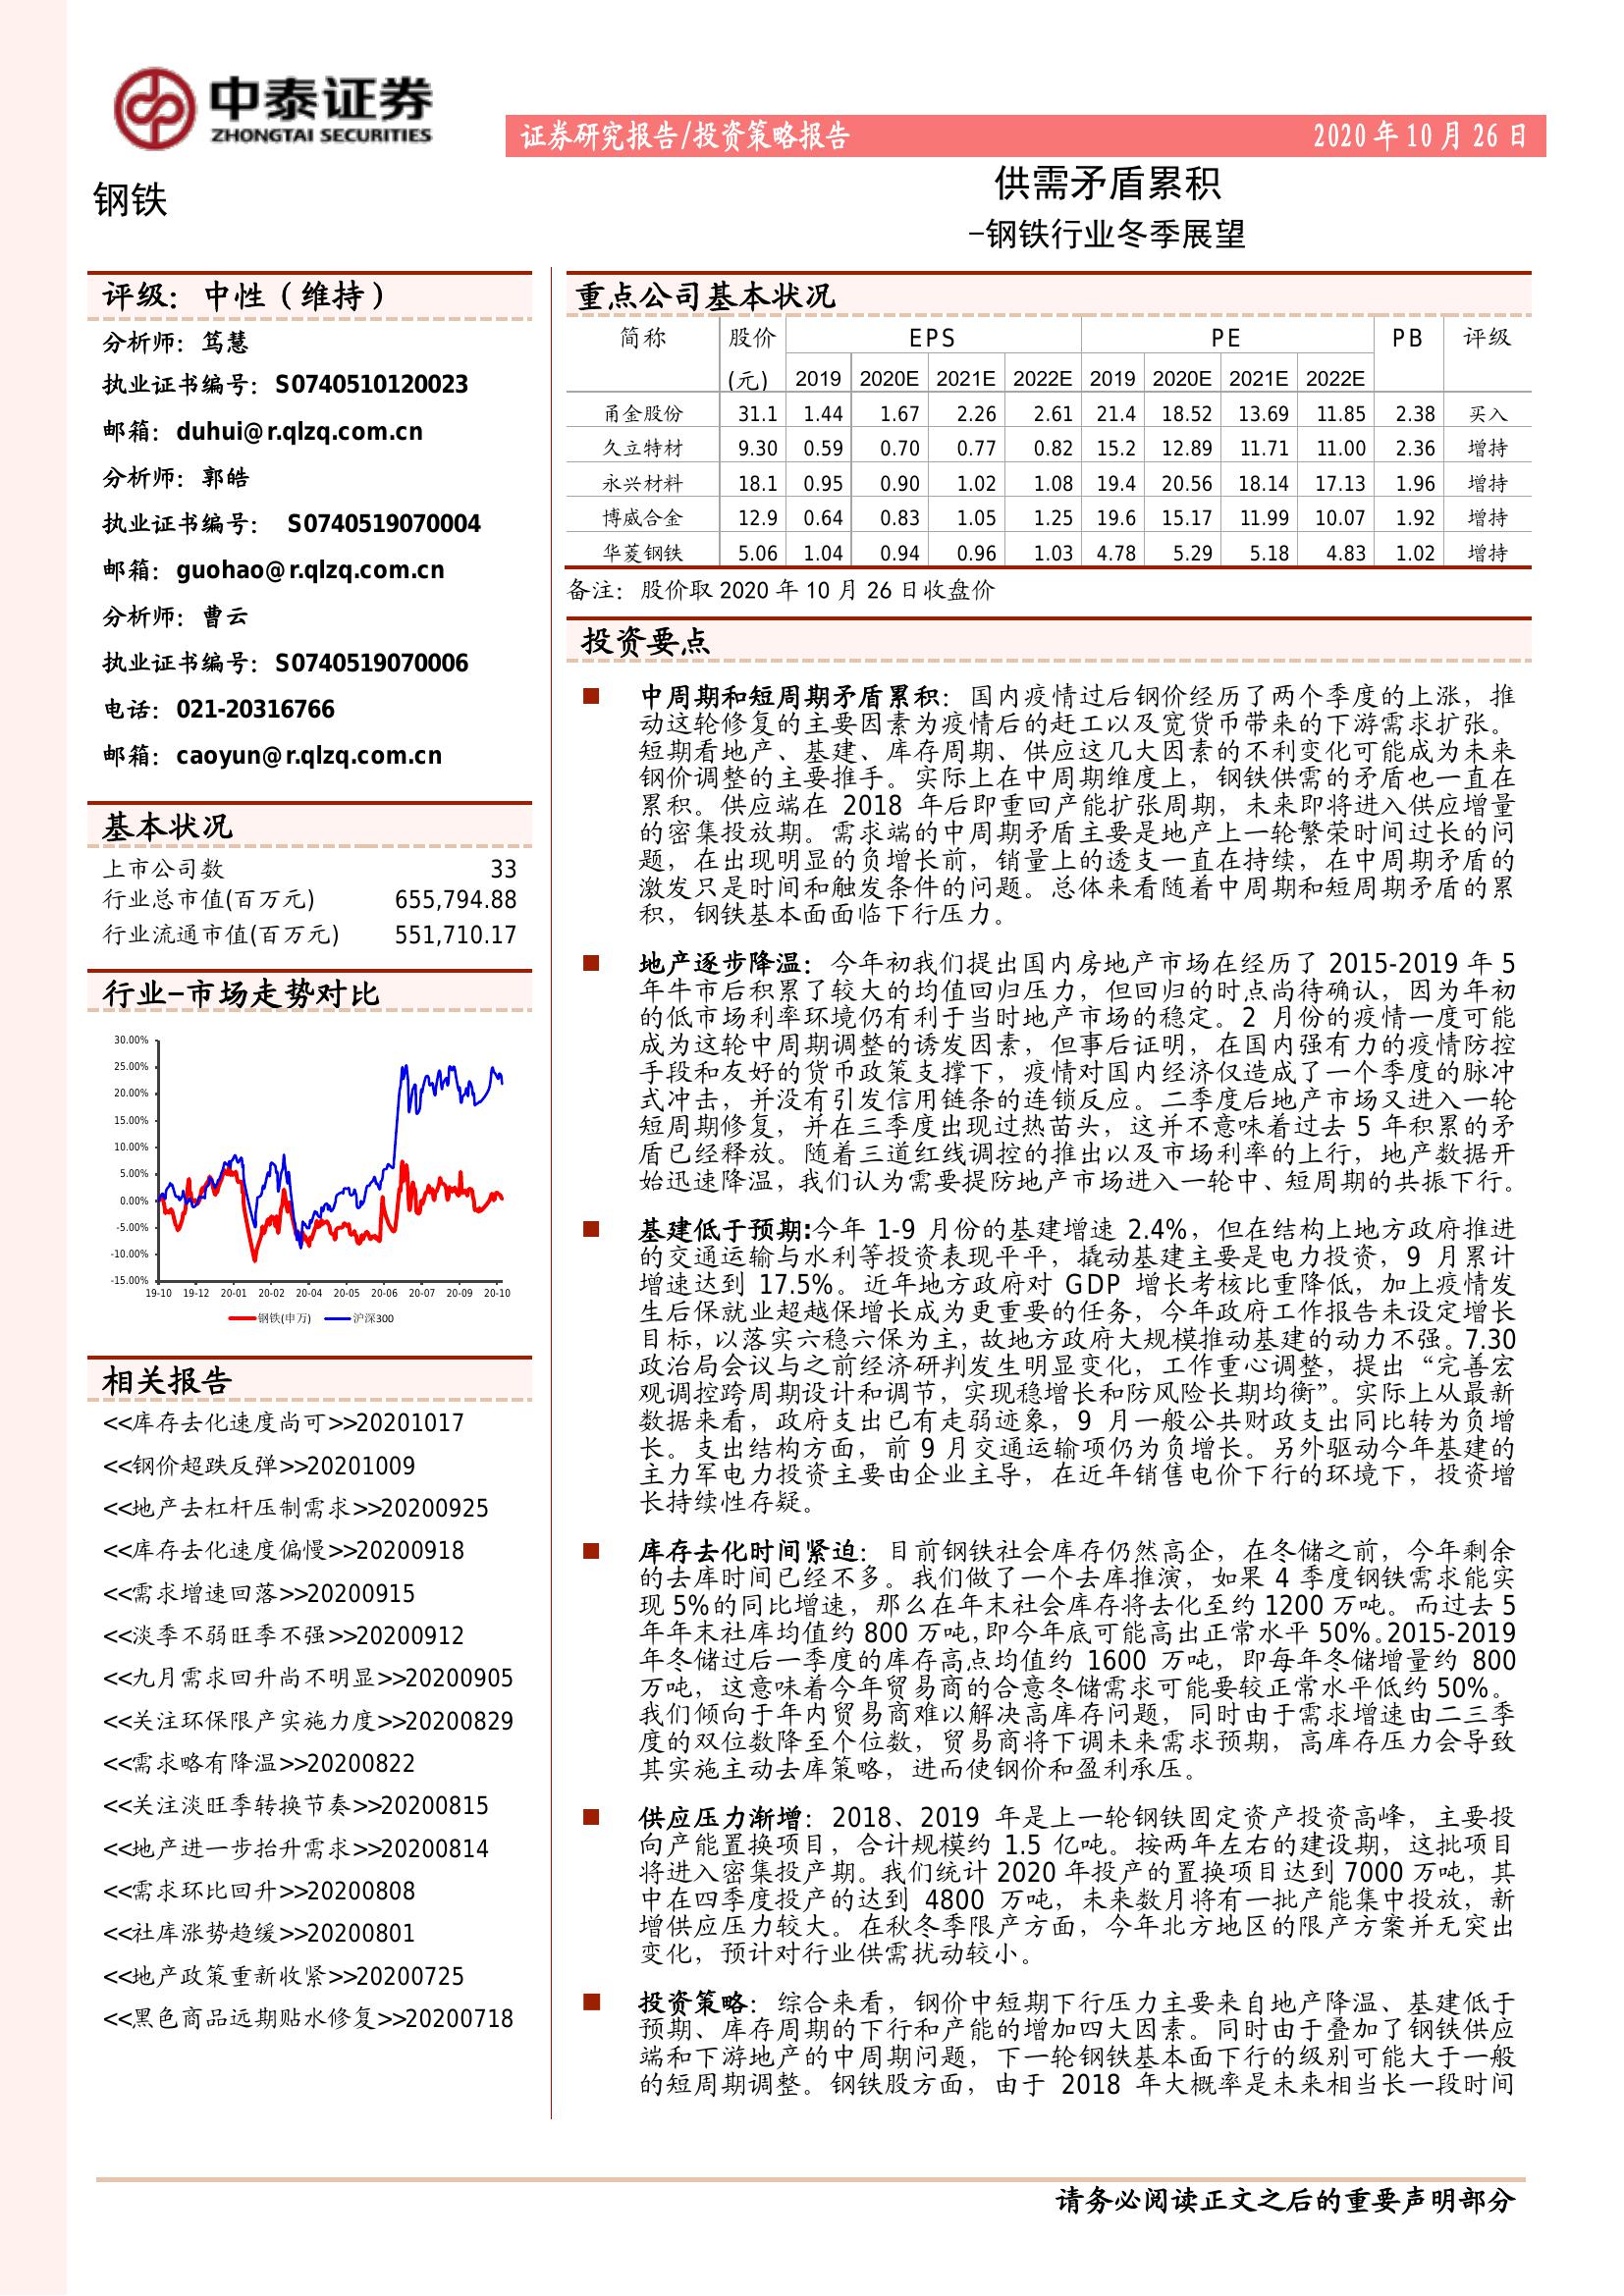 中泰证券
ZHONGTAI SECURITIES
证券研究报告/投资策略报告 2020年10月26日
钢铁
供需矛盾累积
-钢铁行业冬季展望
评级：中性（维持）
分析师：笃慧
执业证书编号：S0740510120023
邮箱：duhui@r.qlzq.com.cn
分析师：郭皓
执业证书编号： S0740519070004
邮箱：guohao@r.qlzq.com.cn
分析师：曹云
执业证书编号：S0740519070006
电话：021-20316766
邮箱：caoyun@r.qlzq.com.cn
基本状况
上市公司数 33
行业总市值(百万元) 655,794.88
行业流通市值(百万元) 551,710.17
行业-市场走势对比
30.00%
25.00%
20.00%
15.00%
10.00%
5.00%
0.00%
-5.00%
-10.00%
-15.00%
19-10 19-12 20-01 20-02 20-04 20-05 20-06 20-07 20-09 20-10
钢铁(申万) 沪深300
相关报告
<<库存去化速度尚可>>20201017
<<钢价超跌反弹>>20201009
<<地产去杠杆压制需求>>20200925
<<库存去化速度偏慢>>20200918
<<需求增速回落>>20200915
<<淡季不弱旺季不强>>20200912
<<九月需求回升尚不明显>>20200905
<<关注环保限产实施力度>>20200829
<<需求略有降温>>20200822
<<关注淡旺季转换节奏>>20200815
<<地产进一步抬升需求>>20200814
<<需求环比回升>>20200808
<<社库涨势趋缓>>20200801
<<地产政策重新收紧>>20200725
<<黑色商品远期贴水修复>>20200718
重点公司基本状况
简称 股价 EPS PE PB 评级
(元) 2019 2020E 2021E 2022E 2019 2020E 2021E 2022E
甬金股份 31.1 1.44 1.67 2.26 2.61 21.4 18.52 13.69 11.85 2.38 买入
久立特材 9.30 0.59 0.70 0.77 0.82 15.2 12.89 11.71 11.00 2.36 增持
永兴材料 18.1 0.95 0.90 1.02 1.08 19.4 20.56 18.14 17.13 1.96 增持
博威合金 12.9 0.64 0.83 1.05 1.25 19.6 15.17 11.99 10.07 1.92 增持
华菱钢铁 5.06 1.04 0.94 0.96 1.03 4.78 5.29 5.18 4.83 1.02 增持
备注：股价取2020年10月26日收盘价
投资要点
中周期和短周期矛盾累积：国内疫情过后钢价经历了两个季度的上涨，推
动这轮修复的主要因素为疫情后的赶工以及宽货币带来的下游需求扩张。
短期看地产、基建、库存周期、供应这几大因素的不利变化可能成为未来
钢价调整的主要推手。实际上在中周期维度上，钢铁供需的矛盾也一直在
累积。供应端在 2018 年后即重回产能扩张周期，未来即将进入供应增量
的密集投放期。需求端的中周期矛盾主要是地产上一轮繁荣时间过长的问
题，在出现明显的负增长前，销量上的透支一直在持续，在中周期矛盾的
激发只是时间和触发条件的问题。总体来看随着中周期和短周期矛盾的累
积，钢铁基本面面临下行压力。
地产逐步降温：今年初我们提出国内房地产市场在经历了 2015-2019 年 5
年牛市后积累了较大的均值回归压力，但回归的时点尚待确认，因为年初
的低市场利率环境仍有利于当时地产市场的稳定。2 月份的疫情一度可能
成为这轮中周期调整的诱发因素，但事后证明，在国内强有力的疫情防控
手段和友好的货币政策支撑下，疫情对国内经济仅造成了一个季度的脉冲
式冲击，并没有引发信用链条的连锁反应。二季度后地产市场又进入一轮
短周期修复，并在三季度出现过热苗头，这并不意味着过去 5 年积累的矛
盾已经释放。随着三道红线调控的推出以及市场利率的上行，地产数据开
始迅速降温，我们认为需要提防地产市场进入一轮中、短周期的共振下行。
基建低于预期:今年 1-9 月份的基建增速 2.4%，但在结构上地方政府推进
的交通运输与水利等投资表现平平，撬动基建主要是电力投资，9 月累计
增速达到 17.5%。近年地方政府对 GDP 增长考核比重降低，加上疫情发
生后保就业超越保增长成为更重要的任务，今年政府工作报告未设定增长
目标，以落实六稳六保为主，故地方政府大规模推动基建的动力不强。7.30
政治局会议与之前经济研判发生明显变化，工作重心调整，提出“完善宏
观调控跨周期设计和调节，实现稳增长和防风险长期均衡”。实际上从最新
数据来看，政府支出已有走弱迹象，9 月一般公共财政支出同比转为负增
长。支出结构方面，前 9 月交通运输项仍为负增长。另外驱动今年基建的
主力军电力投资主要由企业主导，在近年销售电价下行的环境下，投资增
长持续性存疑。
库存去化时间紧迫：目前钢铁社会库存仍然高企，在冬储之前，今年剩余
的去库时间已经不多。我们做了一个去库推演，如果 4 季度钢铁需求能实
现 5%的同比增速，那么在年末社会库存将去化至约 1200 万吨。而过去 5
年年末社库均值约 800 万吨,即今年底可能高出正常水平 50%。2015-2019
年冬储过后一季度的库存高点均值约 1600 万吨，即每年冬储增量约 800
万吨，这意味着今年贸易商的合意冬储需求可能要较正常水平低约 50%。
我们倾向于年内贸易商难以解决高库存问题，同时由于需求增速由二三季
度的双位数降至个位数，贸易商将下调未来需求预期，高库存压力会导致
其实施主动去库策略，进而使钢价和盈利承压。
供应压力渐增：2018、2019 年是上一轮钢铁固定资产投资高峰，主要投
向产能置换项目，合计规模约 1.5 亿吨。按两年左右的建设期，这批项目
将进入密集投产期。我们统计 2020 年投产的置换项目达到 7000 万吨，其
中在四季度投产的达到 4800 万吨，未来数月将有一批产能集中投放，新
增供应压力较大。在秋冬季限产方面，今年北方地区的限产方案并无突出
变化，预计对行业供需扰动较小。
投资策略：综合来看，钢价中短期下行压力主要来自地产降温、基建低于
预期、库存周期的下行和产能的增加四大因素。同时由于叠加了钢铁供应
端和下游地产的中周期问题，下一轮钢铁基本面下行的级别可能大于一般
的短周期调整。钢铁股方面，由于 2018 年大概率是未来相当长一段时间
请务必阅读正文之后的重要声明部分